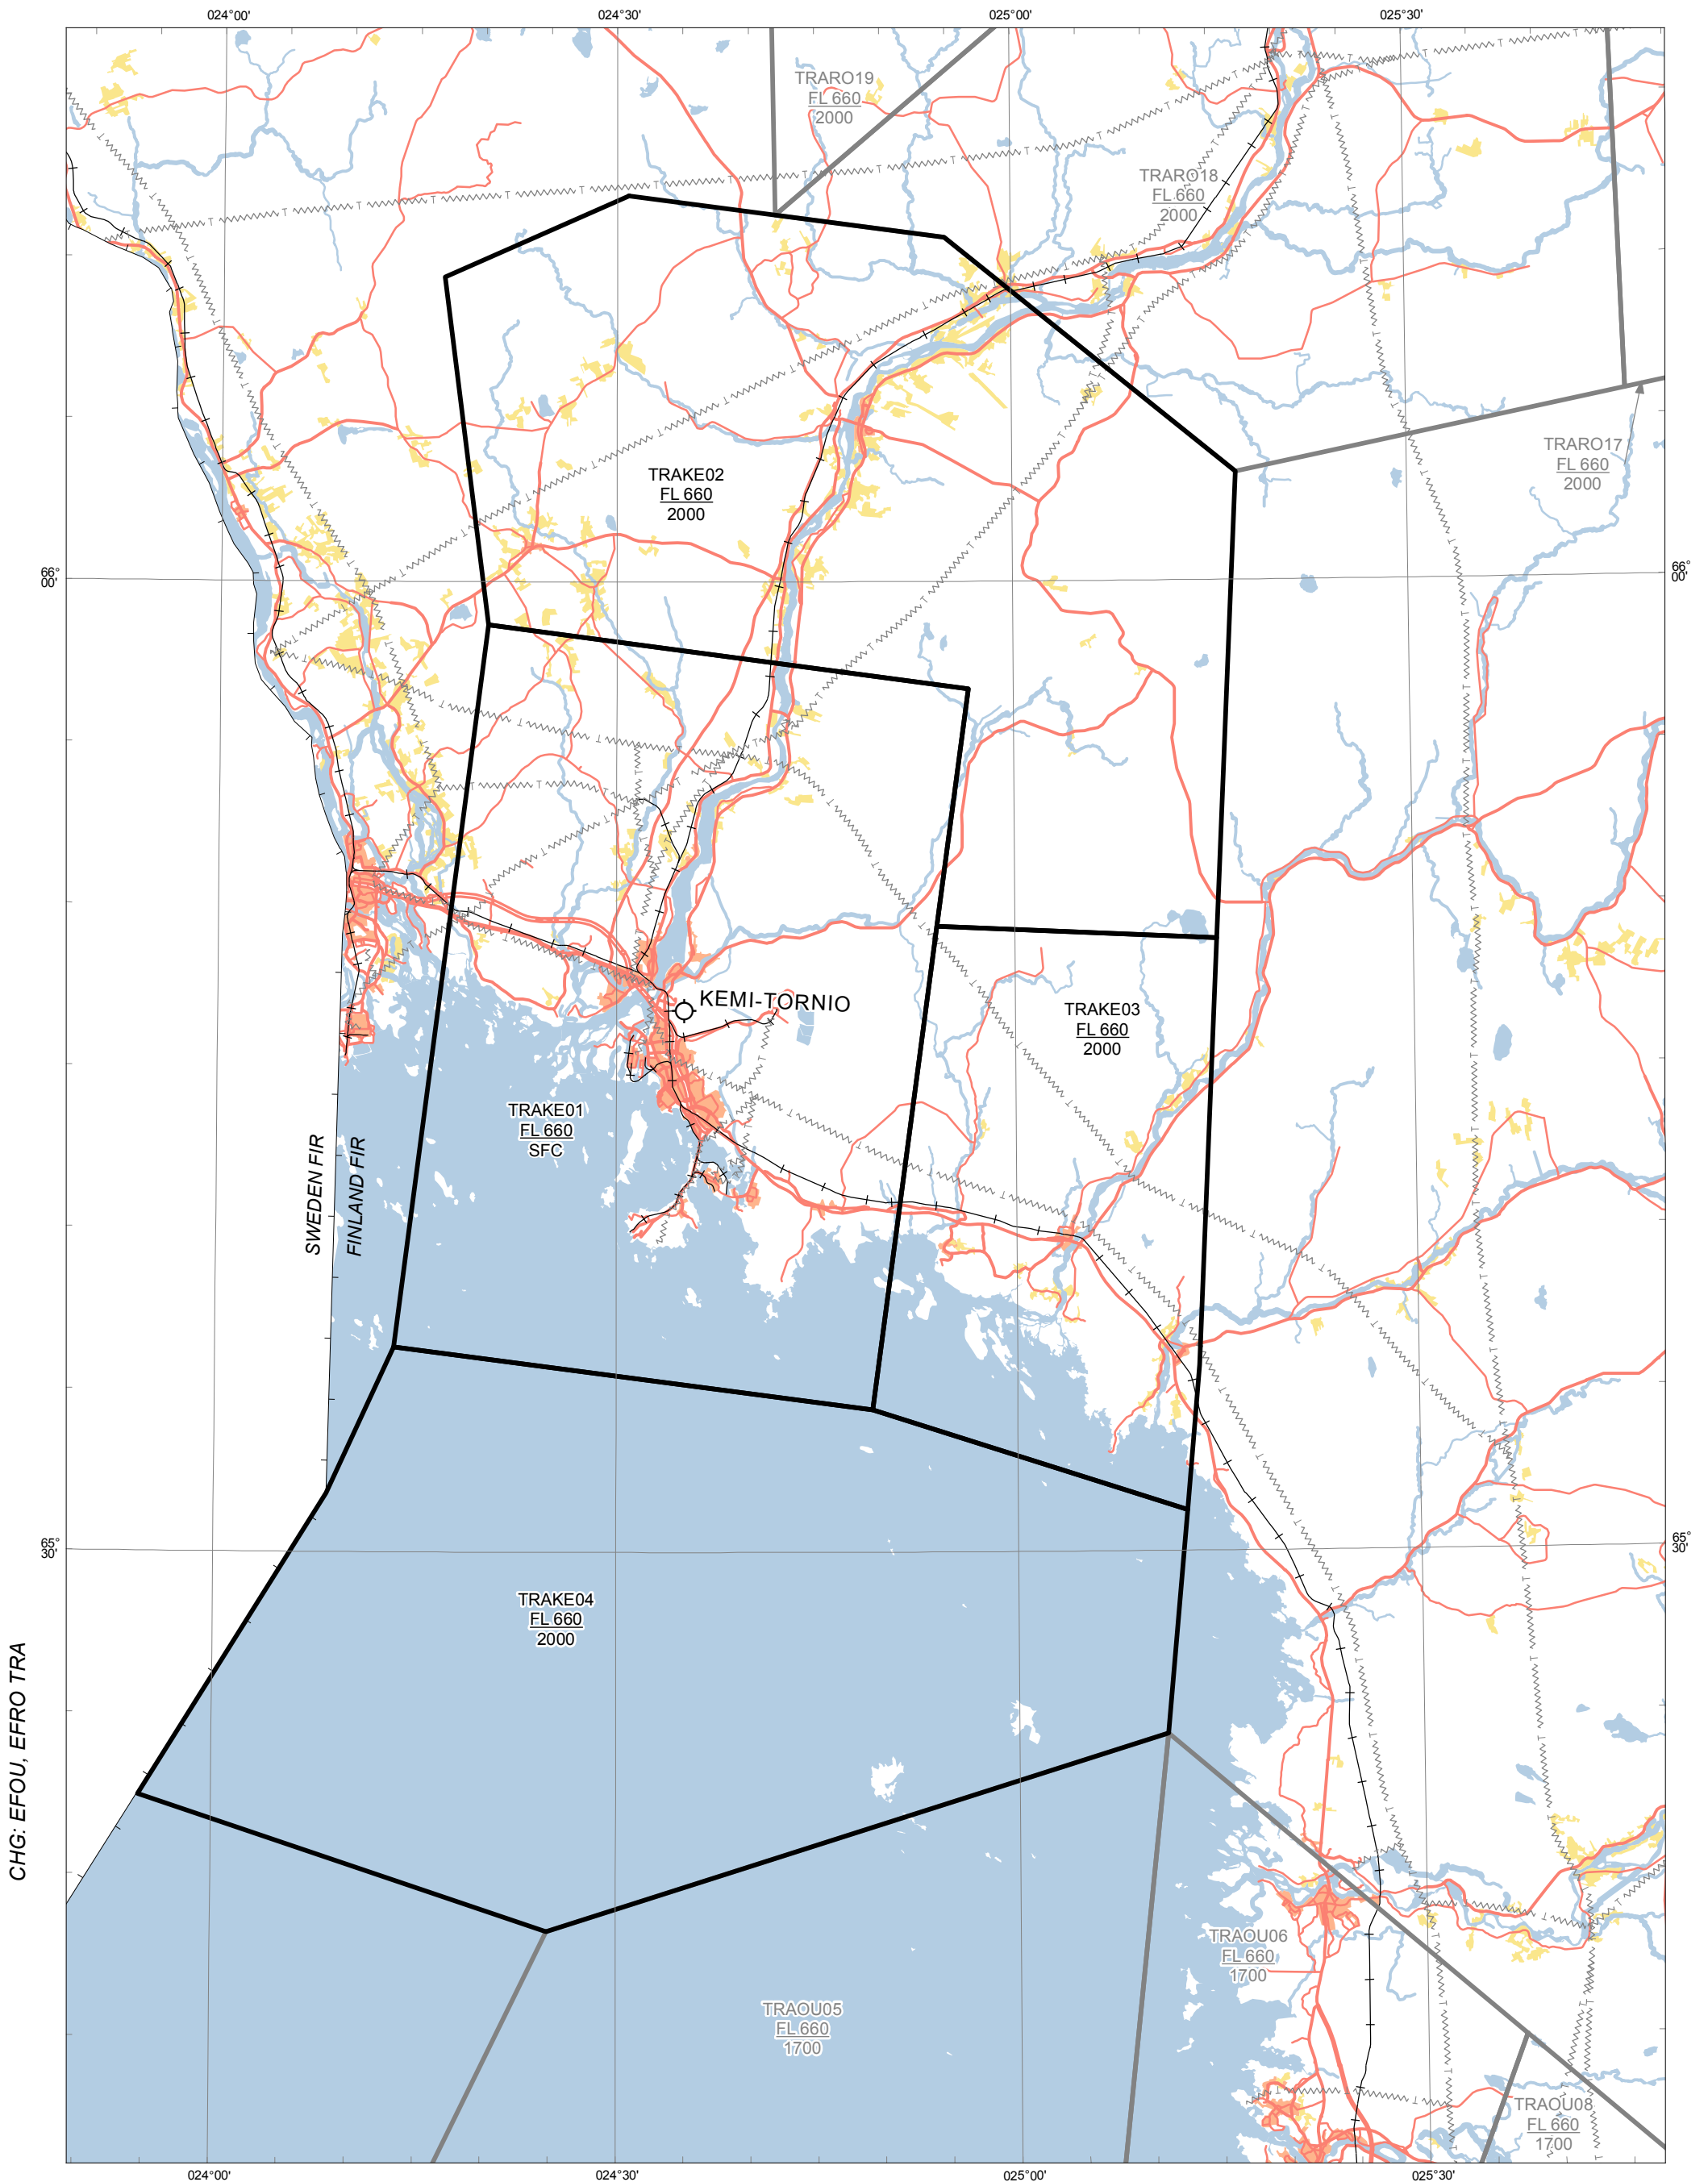 024°00'
024°30'
025°00'
025°30'
TRARO19
FL 660
2000
TRARO18
FL 660
2000
TRARO17
FL 660
2000
TRAKE02
FL 660
2000
66°
00'
66°
00'
KEMI-TORNIO
TRAKE03
FL 660
2000
TRAKE01
FL 660
SFC
SWEDEN FIR
FINLAND FIR
65°
30'
65°
30'
TRAKE04
FL 660
2000
CHG: EFOU, EFRO TRA
TRAOU06
FL 660
1700
TRAOU05
FL 660
1700
TRAOU08
FL 660
1700
024°00'
024°30'
025°00'
025°30'